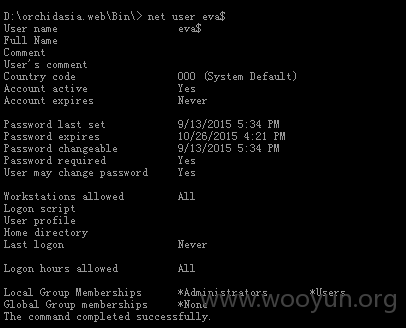 D:\orchidasia.web\Bin\> net user eva$
User name eva$
Full Name
Comment
User's comment
Country code 000 (System Default)
Account active Yes
Account expires Never
Password last set 9/13/2015 5:34 PM
Password expires 10/26/2015 4:21 PM
Password changeable 9/13/2015 5:34 PM
Password required Yes
User may change password Yes
Workstations allowed All
Logon script
User profile
Home directory
Last logon Never
Logon hours allowed All
Local Group Memberships *Administrators *Users
Global Group memberships *None
The command completed successfully.
www.wooyun.org